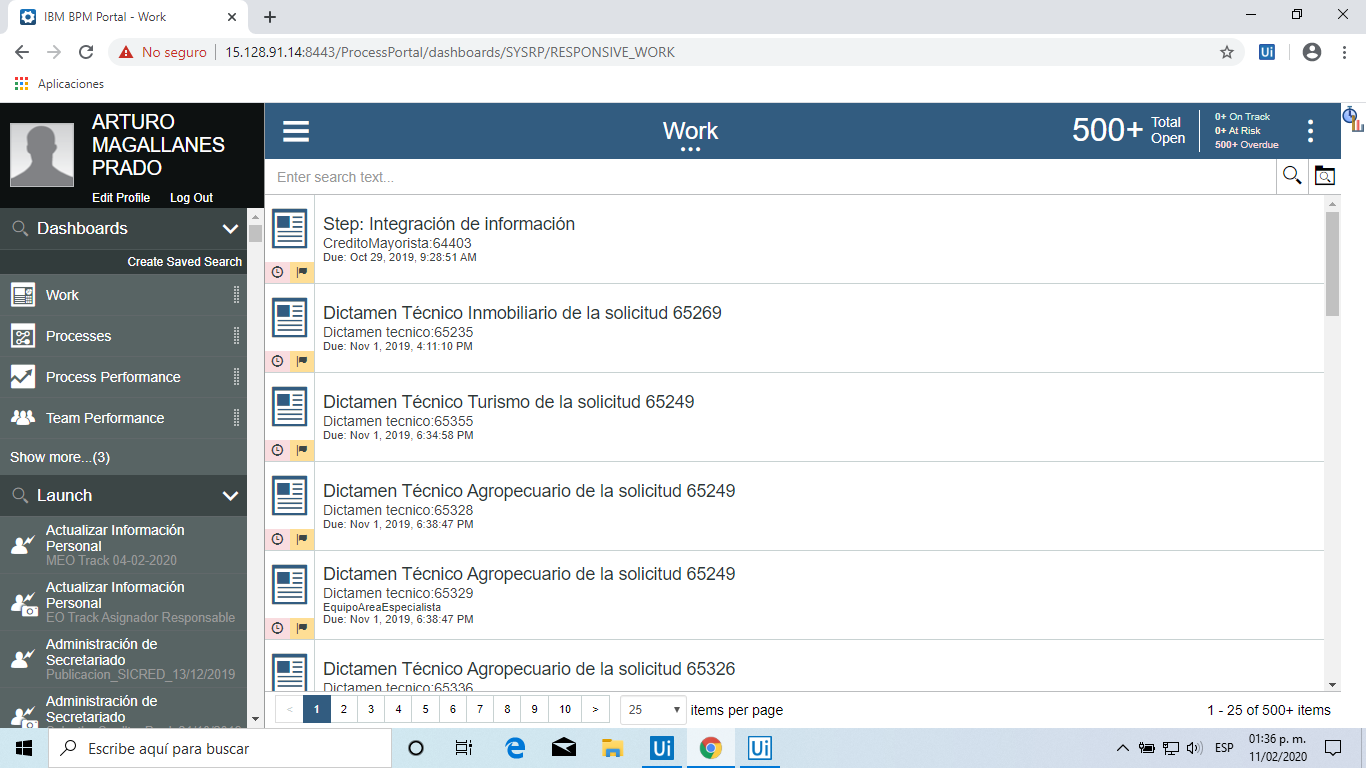 IBM BPM Portal - Work
No seguro
15.128.91.14:8443/ProcessPortal/dashboards/SYSRP/RESPONSIVE_WORK
Ui
Aplicaciones
ARTURO
MAGALLANES
PRADO
Edit Profile Log Out
Dashboards
Create Saved Search
Work
Processes
Process Performance
Team Performance
Show more...(3)
Launch
Actualizar Información
Personal
MEO Track 04-02-2020
Actualizar Información
Personal
EO Track Asignador Responsable
Administración de
Secretariado
Publicacion_SICRED_13/12/2019
Administración de
Secretariado
Work
500+ Total
Open
0+ On Track
0+ At Risk
500+ Overdue
Enter search text...
Step: Integración de información
CreditoMayorista:64403
Due: Oct 29, 2019, 9:28:51 AM
Dictamen Técnico Inmobiliario de la solicitud 65269
Dictamen tecnico:65235
Due: Nov 1, 2019, 4:11:10 PM
Dictamen Técnico Turismo de la solicitud 65249
Dictamen tecnico:65355
Due: Nov 1, 2019, 6:34:58 PM
Dictamen Técnico Agropecuario de la solicitud 65249
Dictamen tecnico:65328
Due: Nov 1, 2019, 6:38:47 PM
Dictamen Técnico Agropecuario de la solicitud 65249
Dictamen tecnico:65329
EquipoAreaEspecialista
Due: Nov 1, 2019, 6:38:47 PM
Dictamen Técnico Agropecuario de la solicitud 65326
Dictamen tecnico:65336
< 1 2 3 4 5 6 7 8 9 10 > 25 items per page 1 - 25 of 500+ items
Escribe aquí para buscar
Ui
Ui
ESP
01:36 p. m.
11/02/2020